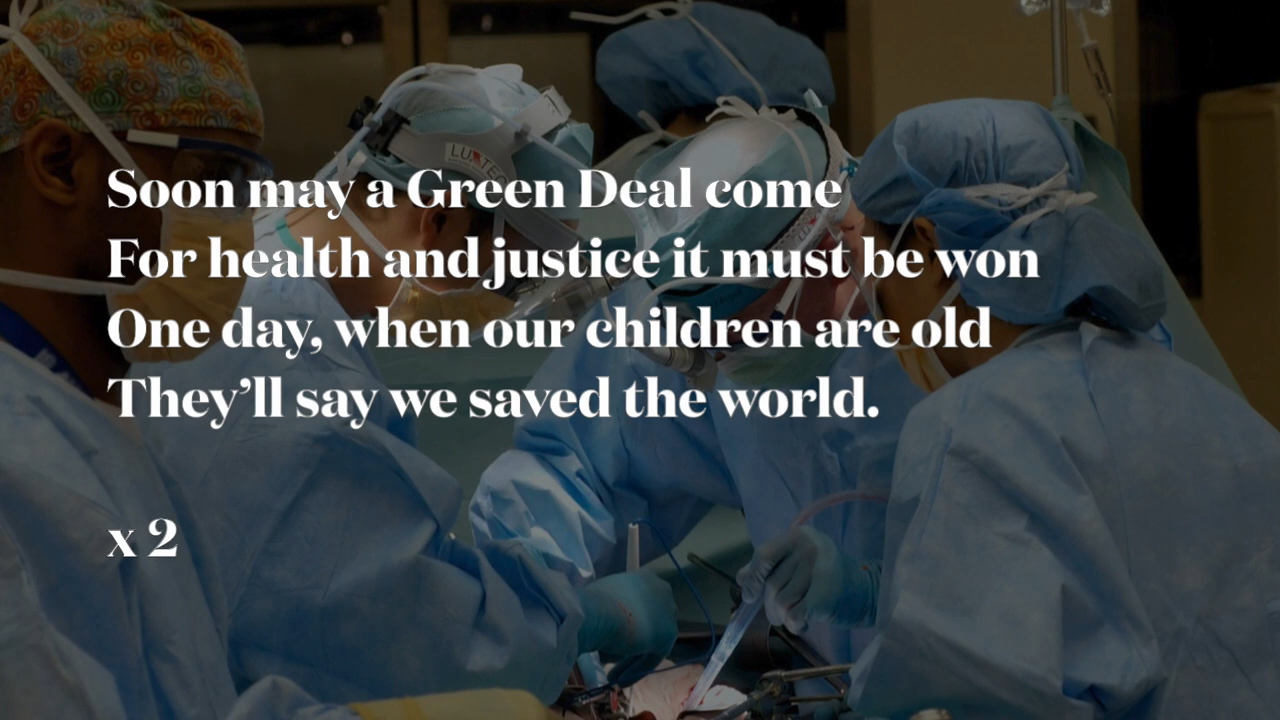 Soon may a Green Deal come
For health and justice it must be won
One day, when our children are old
They’ll say we saved the world.
x 2
LUXTEC